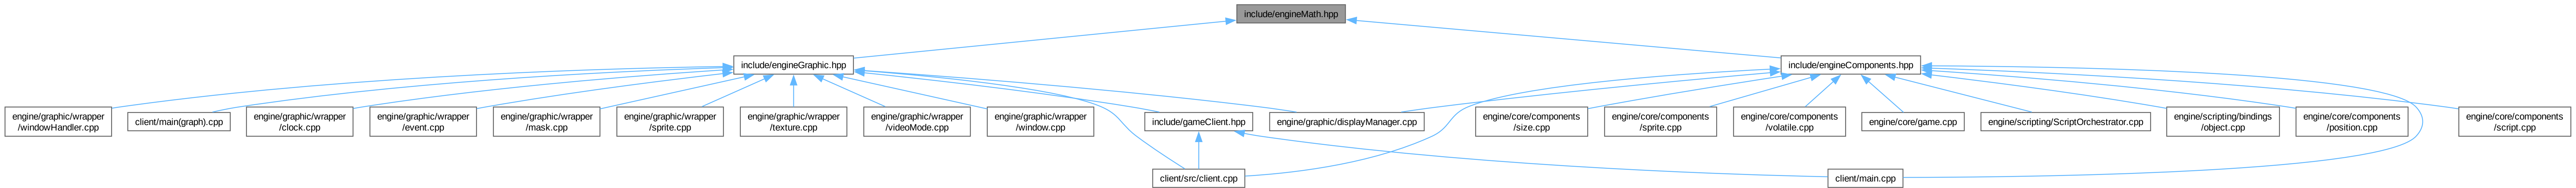 include/engineMath.hpp
include/engineGraphic.hpp
include/engineComponents.hpp
engine/graphic/wrapper
/windowHandler.cpp
client/main(graph).cpp
engine/graphic/wrapper
/clock.cpp
engine/graphic/wrapper
/event.cpp
engine/graphic/wrapper
/mask.cpp
engine/graphic/wrapper
/sprite.cpp
engine/graphic/wrapper
/texture.cpp
engine/graphic/wrapper
/videoMode.cpp
engine/graphic/wrapper
/window.cpp
include/gameClient.hpp
engine/graphic/displayManager.cpp
engine/core/components
/size.cpp
engine/core/components
/sprite.cpp
engine/core/components
/volatile.cpp
engine/core/game.cpp
engine/scripting/ScriptOrchestrator.cpp
engine/scripting/bindings
/object.cpp
engine/core/components
/position.cpp
engine/core/components
/script.cpp
client/src/client.cpp
client/main.cpp